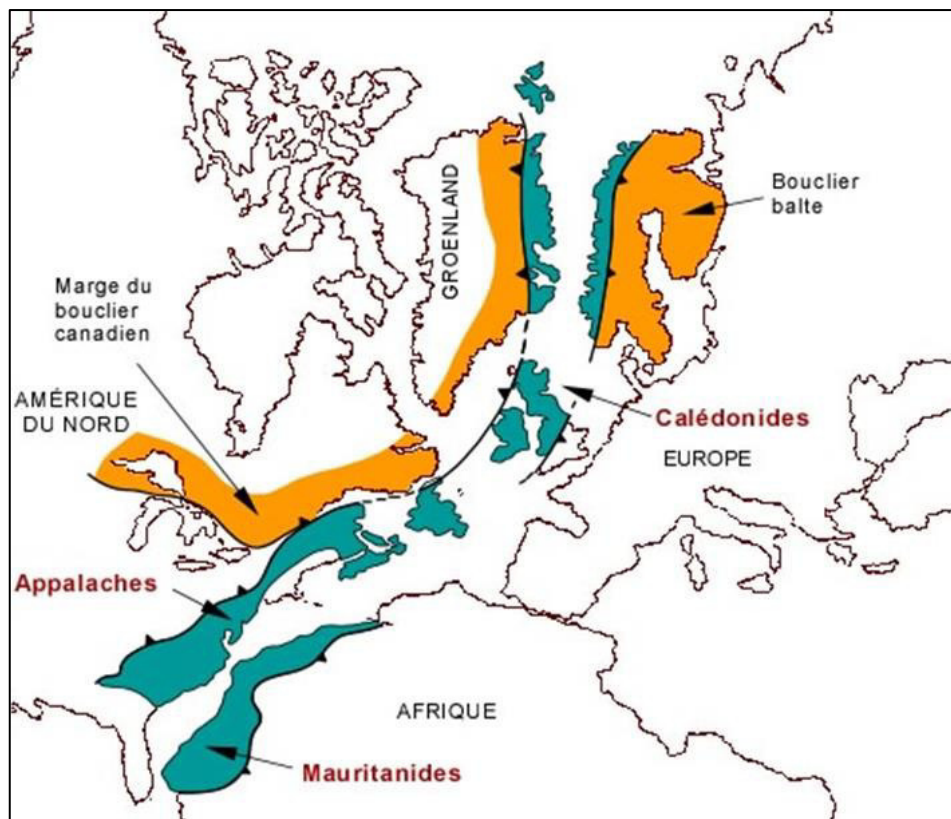 GROENLAND
Bouclier
balte
Marge du
bouclier
canadien
AMÉRIQUE
DU NORD
Calédonides
EUROPE
Appalaches
AFRIQUE
Mauritanides